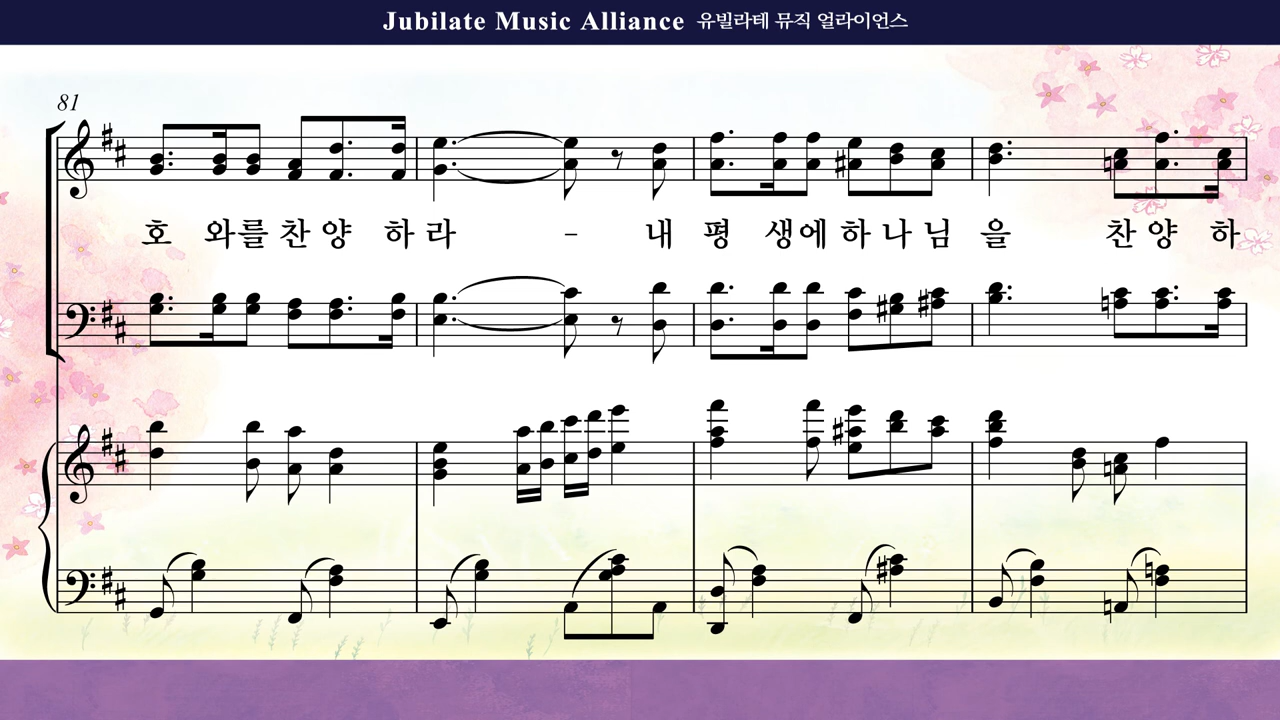 Jubilate Music Alliance 유빌라테 뮤직 얼라이언스
81
호 와를 찬 양 하 라 - 내 평 생에 하 나 님 을 찬 양 하